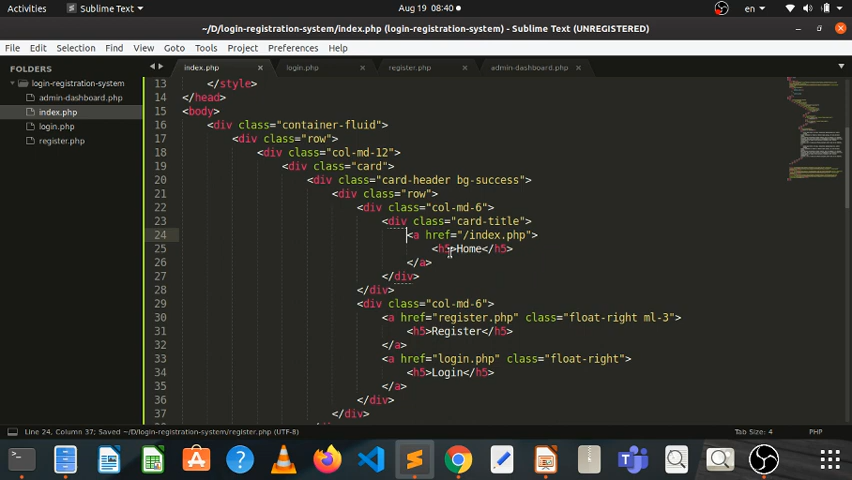 Activities Sublime Text Aug 19 08:40 en
~/D/login-registration-system/index.php (login-registration-system) - Sublime Text (UNREGISTERED)
File Edit Selection Find View Goto Tools Project Preferences Help
FOLDERS
login-registration-system
admin-dashboard.php
index.php
login.php
register.php
index.php login.php register.php admin-dashboard.php
13 </style>
14 </head>
15 <body>
16 <div class="container-fluid">
17 <div class="row">
18 <div class="col-md-12">
19 <div class="card">
20 <div class="card-header bg-success">
21 <div class="row">
22 <div class="col-md-6">
23 <div class="card-title">
24 <a href="/index.php">
25 <h5>Home</h5>
26 </a>
27 </div>
28 </div>
29 <div class="col-md-6">
30 <a href="register.php" class="float-right ml-3">
31 <h5>Register</h5>
32 </a>
33 <a href="login.php" class="float-right">
34 <h5>Login</h5>
35 </a>
36 </div>
37 </div>
Line 24, Column 37; Saved ~/D/login-registration-system/register.php (UTF-8) Tab Size: 4 PHP